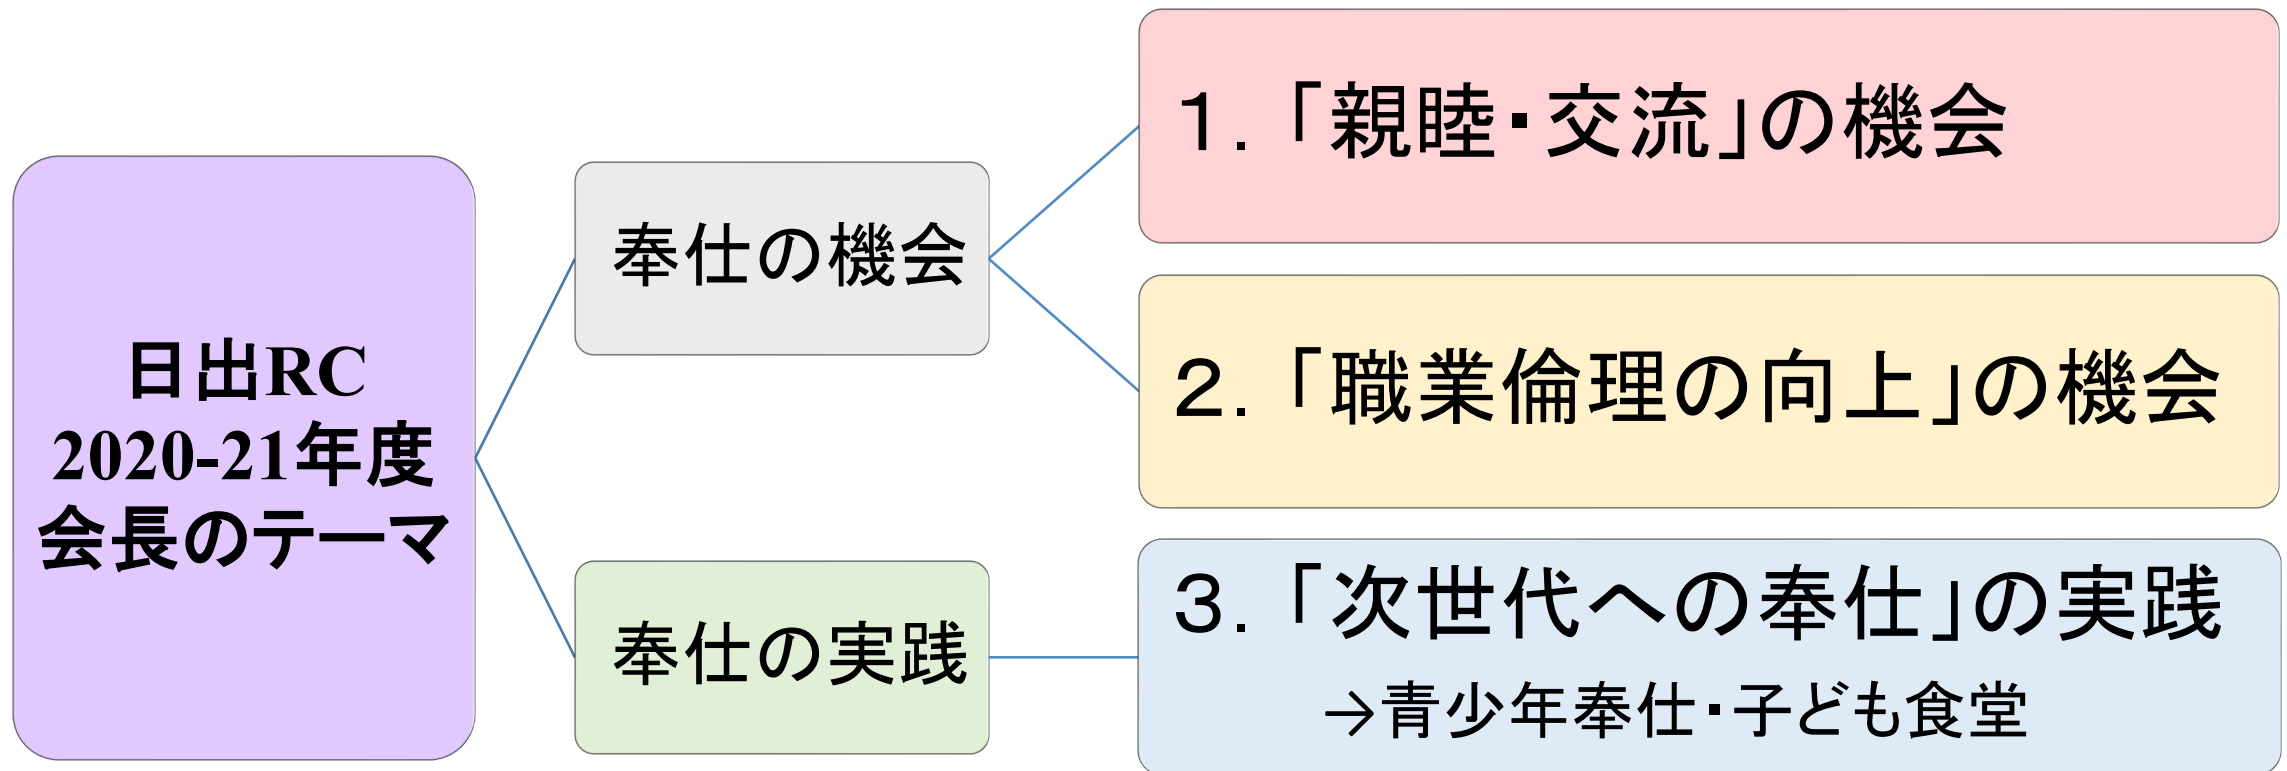 日出RC
2020-21年度
会長のテーマ
奉仕の機会
奉仕の実践
1.「親睦・交流」の機会
2.「職業倫理の向上」の機会
3.「次世代への奉仕」の実践
→青少年奉仕・子ども食堂